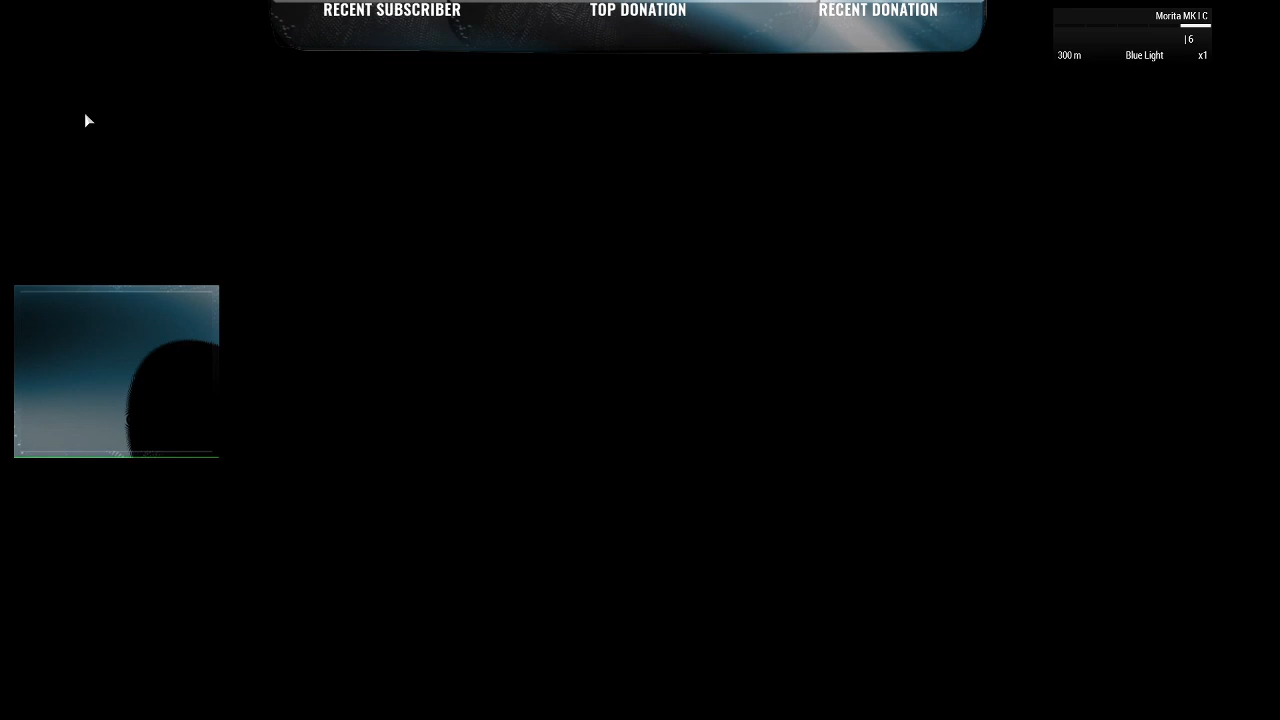 RECENT SUBSCRIBER TOP DONATION RECENT DONATION
Morita MK I C
| 6
300 m Blue Light x1